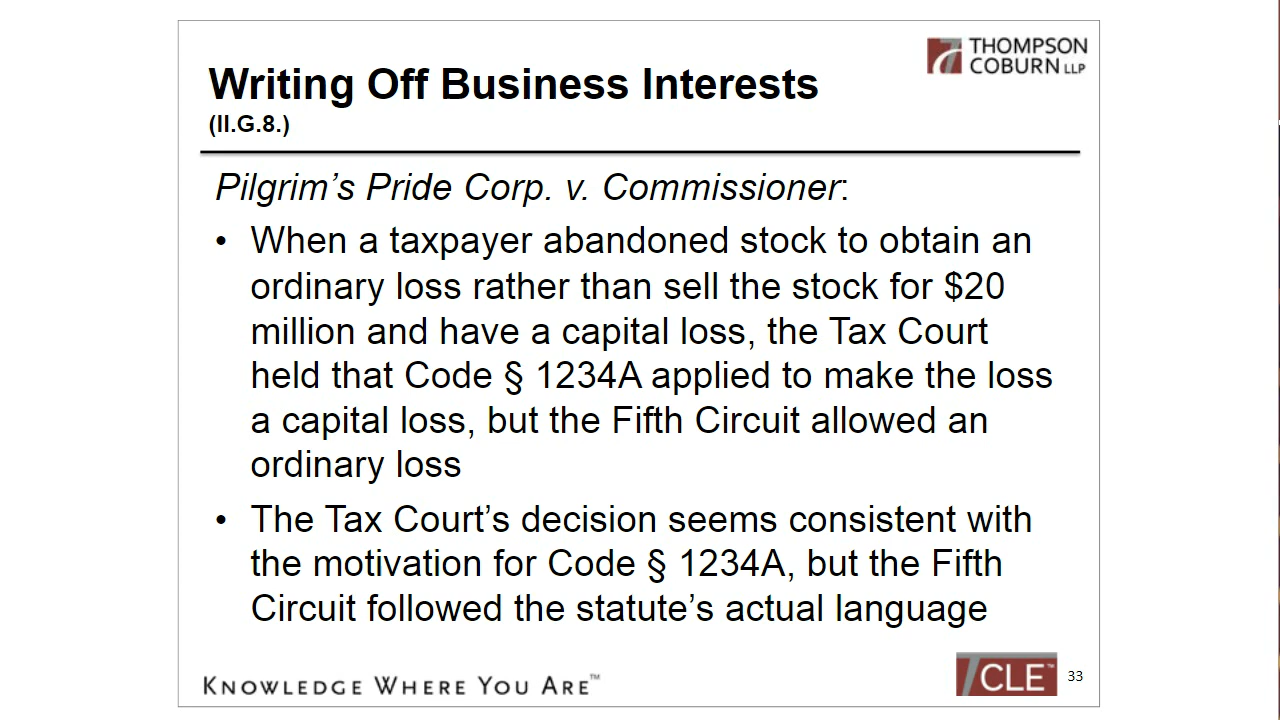 THOMPSON
COBURN LLP
Writing Off Business Interests
(II.G.8.)
Pilgrim’s Pride Corp. v. Commissioner:
• When a taxpayer abandoned stock to obtain an
ordinary loss rather than sell the stock for $20
million and have a capital loss, the Tax Court
held that Code § 1234A applied to make the loss
a capital loss, but the Fifth Circuit allowed an
ordinary loss
• The Tax Court’s decision seems consistent with
the motivation for Code § 1234A, but the Fifth
Circuit followed the statute’s actual language
KNOWLEDGE WHERE YOU ARE™
CLE™
33